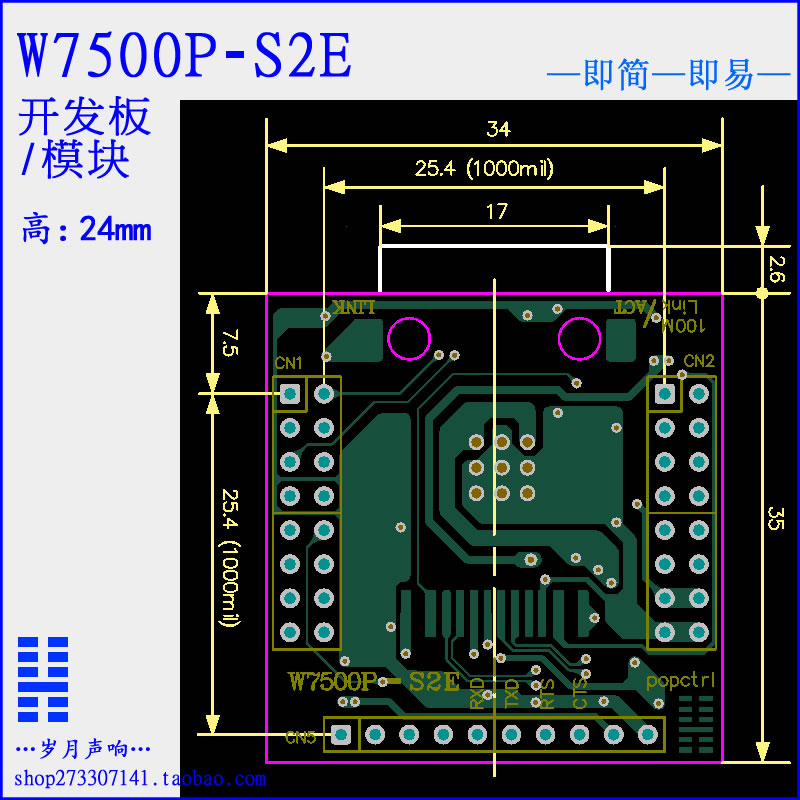 W7500P-S2E
—即简—即易—
开发板
/模块
高:24mm
34
25.4 (1000mil)
17
2.6
LINK
Link/ACT
100M
7.5
CN1
CN2
25.4 (1000mil)
35
W7500P-S2E
RXD
TXD
RTS
CTS
popctrl
CN5
…岁月声响…
shop273307141.taobao.com